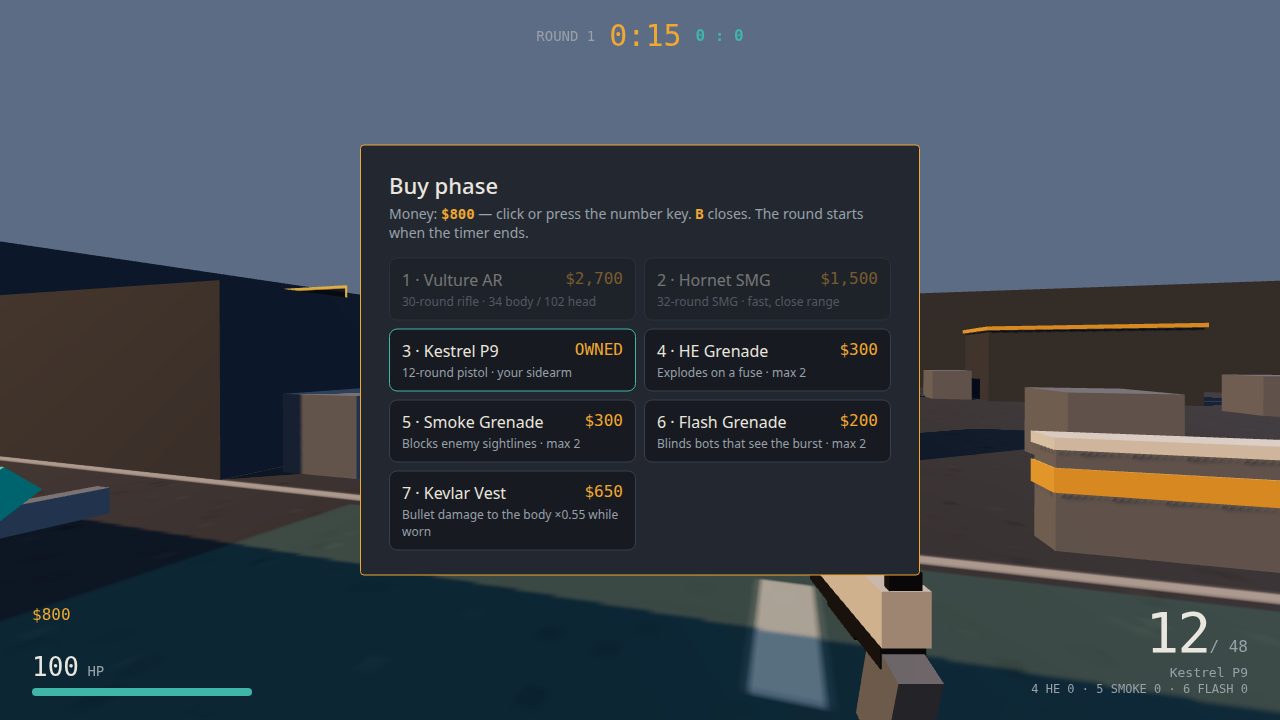 ROUND 1 0:15 0 : 0
Buy phase
Money: $800 — click or press the number key. B closes. The round starts
when the timer ends.
1 · Vulture AR $2,700
30-round rifle · 34 body / 102 head
2 · Hornet SMG $1,500
32-round SMG · fast, close range
3 · Kestrel P9 OWNED
12-round pistol · your sidearm
4 · HE Grenade $300
Explodes on a fuse · max 2
5 · Smoke Grenade $300
Blocks enemy sightlines · max 2
6 · Flash Grenade $200
Blinds bots that see the burst · max 2
7 · Kevlar Vest $650
Bullet damage to the body ×0.55 while
worn
$800
100 HP
12 / 48
Kestrel P9
4 HE 0 · 5 SMOKE 0 · 6 FLASH 0